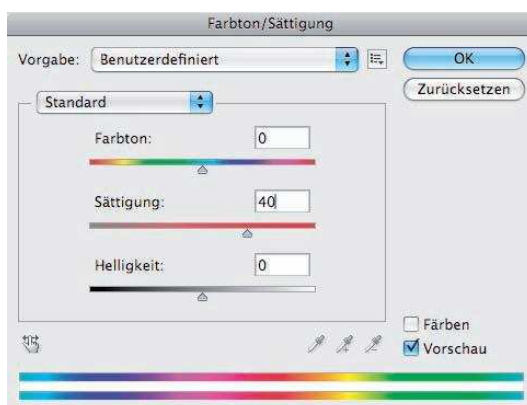 Farbton/Sättigung
Vorgabe: Benutzerdefiniert
OK
Zurücksetzen
Standard
Farbton: 0
Sättigung: 40
Helligkeit: 0
Färben
Vorschau